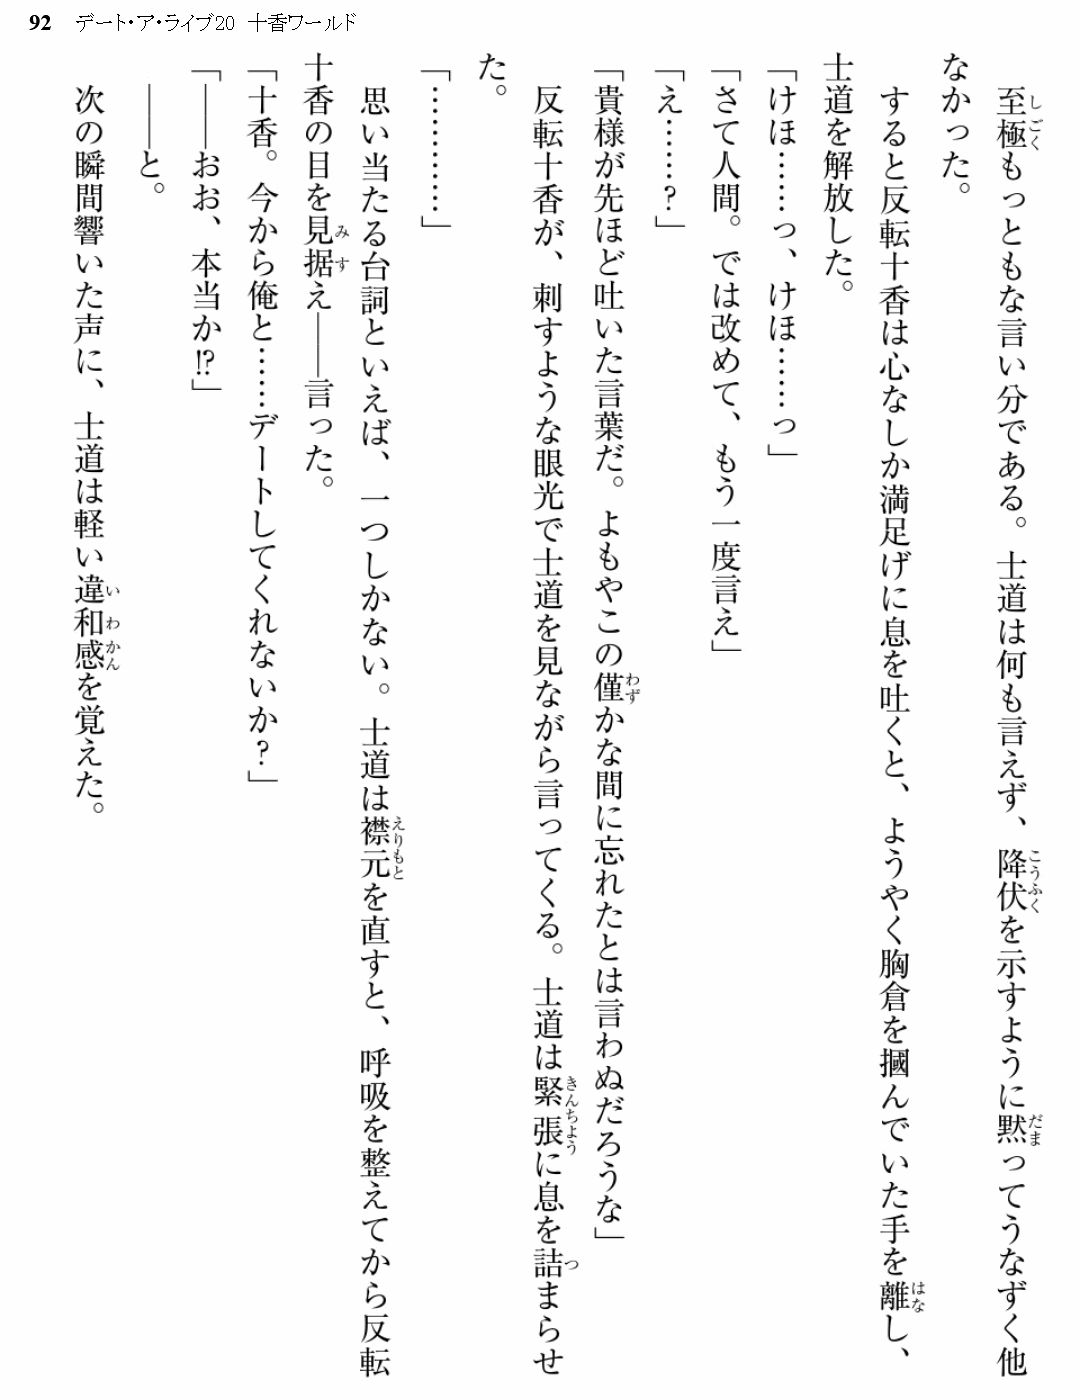 92 デート・ア・ライブ20 十香ワールド
　至極もっともな言い分である。士道は何も言えず、降伏を示すように黙ってうなずく他
なかった。
　すると反転十香は心なしか満足げに息を吐くと、ようやく胸倉を摑んでいた手を離し、
士道を解放した。
「けほ……っ、けほ……っ」
「さて人間。では改めて、もう一度言え」
「え……？」
「貴様が先ほど吐いた言葉だ。よもやこの僅かな間に忘れたとは言わぬだろうな」
　反転十香が、刺すような眼光で士道を見ながら言ってくる。士道は緊張に息を詰まらせ
た。
「…………」
　思い当たる台詞といえば、一つしかない。士道は襟元を直すと、呼吸を整えてから反転
十香の目を見据え――言った。
「十香。今から俺と……デートしてくれないか？」
「――おお、本当か⁉」
　――と。
　次の瞬間響いた声に、士道は軽い違和感を覚えた。